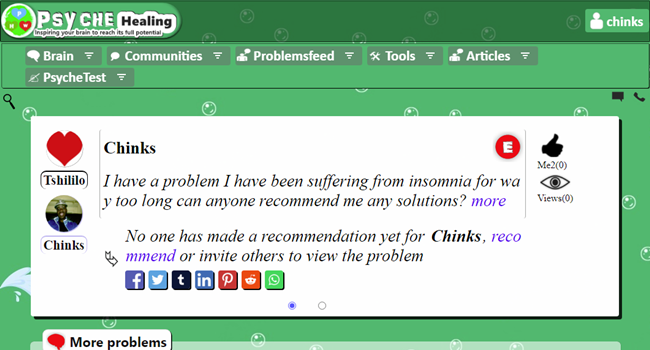 PSYCHE Healing
Inspiring your brain to reach its full potential
chinks
Brain Communities Problemsfeed Tools Articles
PsycheTest
Chinks
E
Tshililo
I have a problem I have been suffering from insomnia for wa
y too long can anyone recommend me any solutions? more
Me2(0)
Views(0)
Chinks
No one has made a recommendation yet for Chinks, reco
mmend or invite others to view the problem
More problems